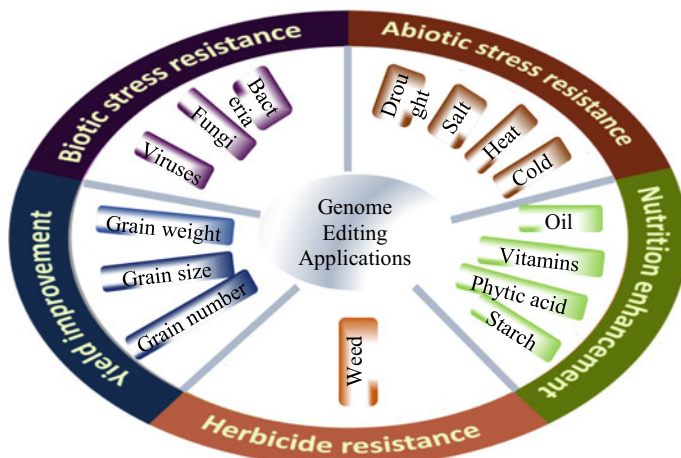 Biotic stress resistance
Abiotic stress resistance
Nutrition enhancement
Herbicide resistance
Yield improvement
Genome
Editing
Applications
Viruses
Fungi
Bact
eria
Drou
ght
Salt
Heat
Cold
Oil
Vitamins
Phytic acid
Starch
Weed
Grain weight
Grain size
Grain number